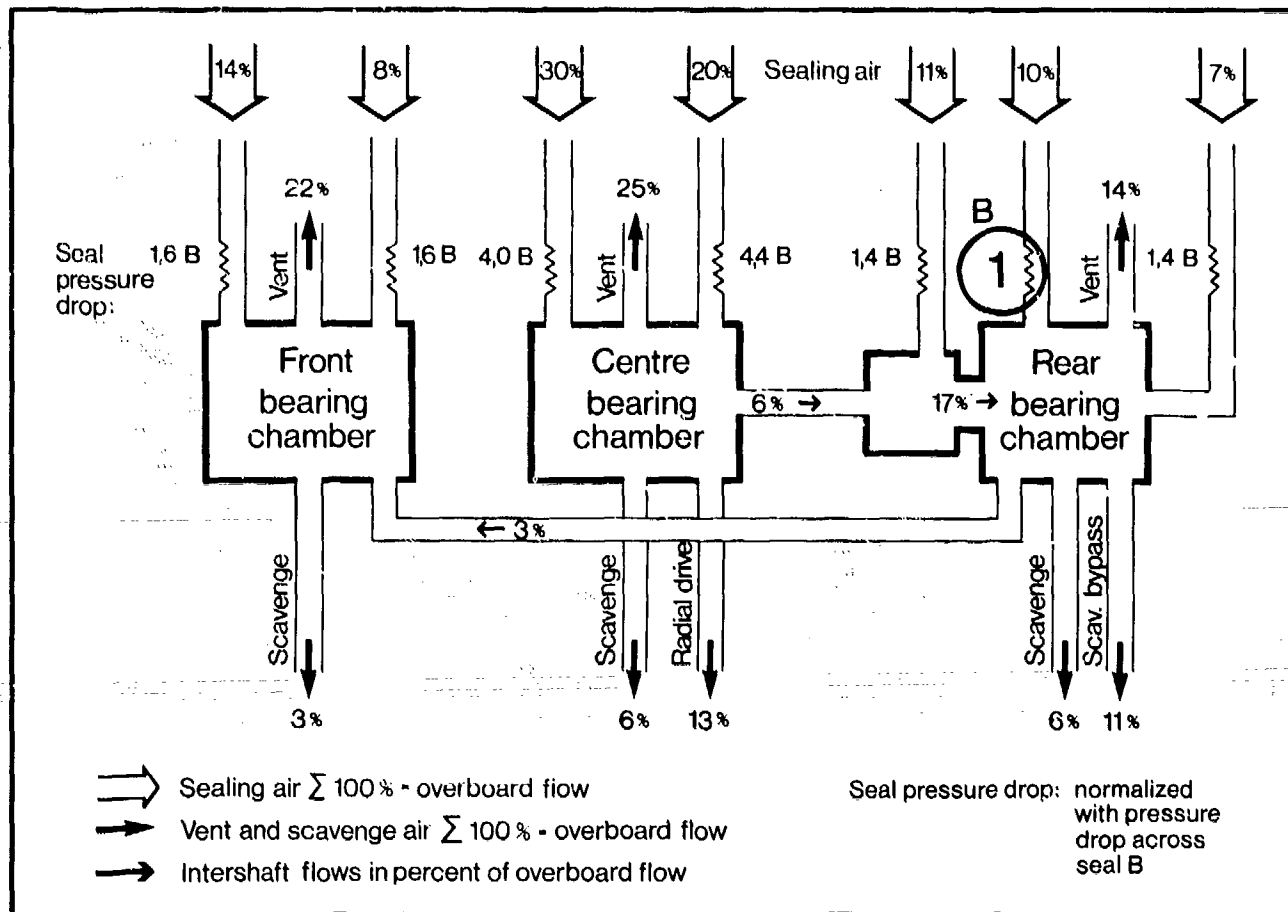 14% 8% 30% 20% Sealing air 11% 10% 7%
22% 25% 14%
B
Seal pressure drop: 1,6 B Vent 1,6 B 4,0 B Vent 4,4 B 1,4 B 1 Vent 1,4 B
Front bearing chamber
Centre bearing chamber
Rear bearing chamber
6% → 17% →
← 3%
Scavenge Scavenge Radial drive Scavenge Scav. bypass
3% 6% 13% 6% 11%
Sealing air ∑ 100 % - overboard flow
Vent and scavenge air ∑ 100 % - overboard flow
Intershaft flows in percent of overboard flow
Seal pressure drop: normalized
with pressure
drop across
seal B